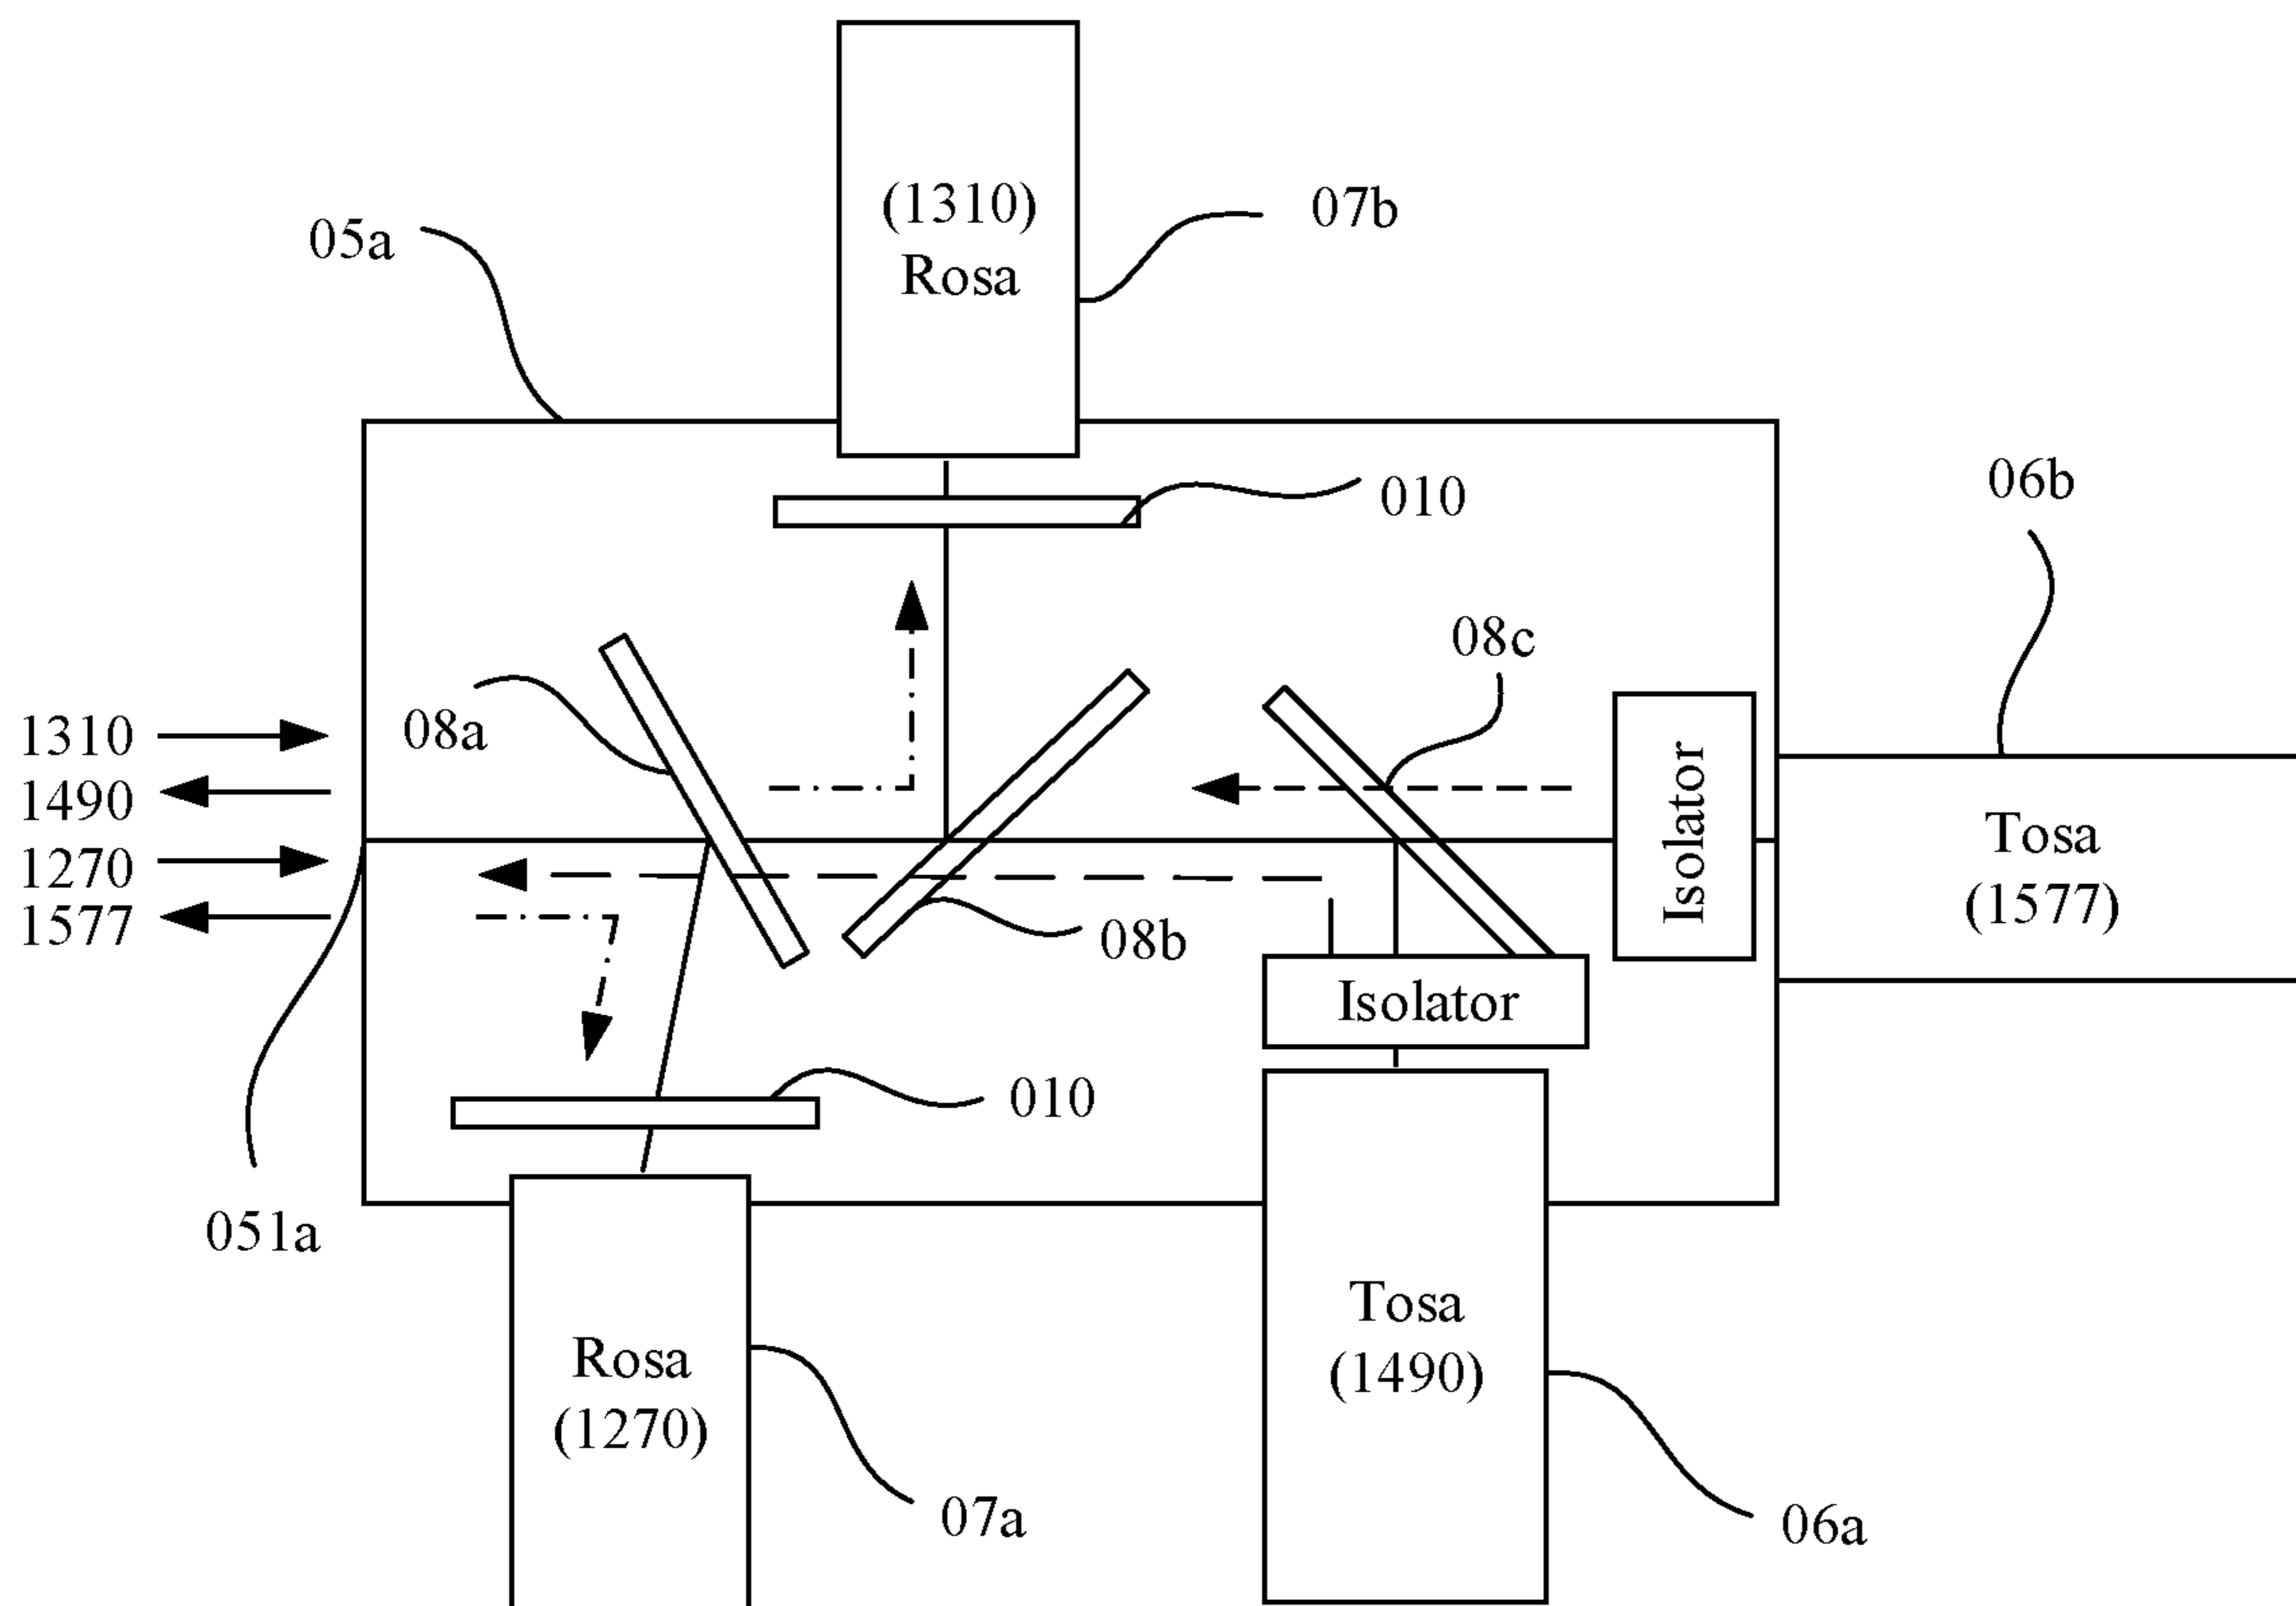 (1310)
Rosa
07b
05a
010
06b
08c
08a
1310
1490
1270
1577
Isolator
Tosa
(1577)
08b
Isolator
010
051a
Rosa
(1270)
Tosa
(1490)
07a
06a